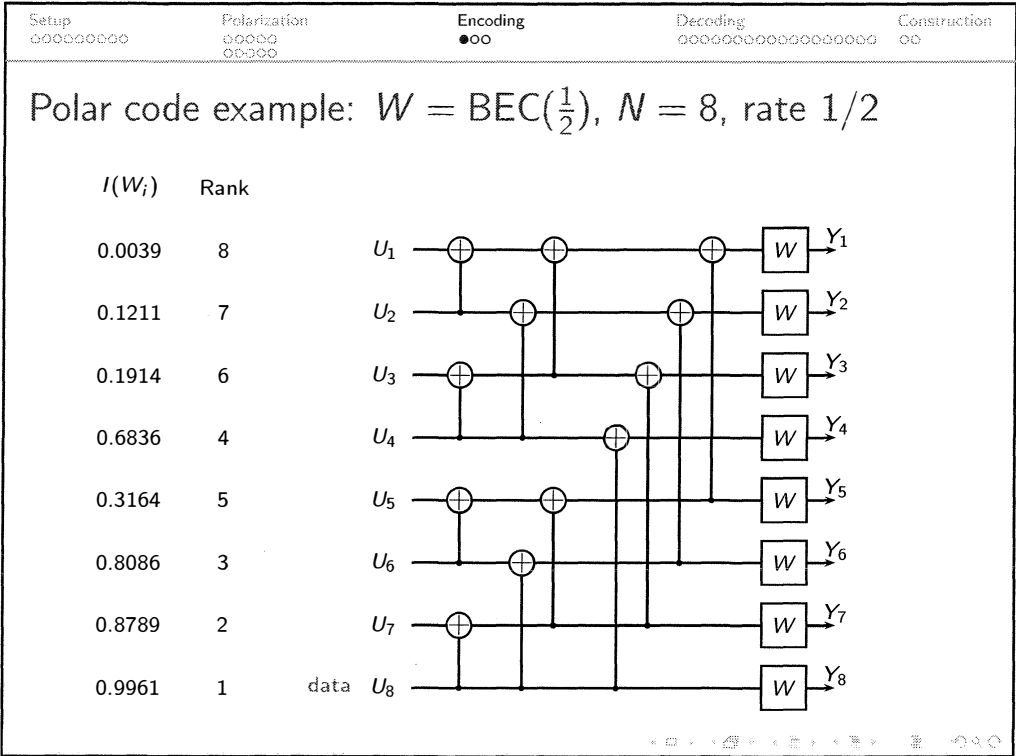 Setup Polarization Encoding Decoding Construction
Polar code example: W = BEC(1/2), N = 8, rate 1/2
I(W_i) Rank
0.0039 8 U_1 W Y_1
0.1211 7 U_2 W Y_2
0.1914 6 U_3 W Y_3
0.6836 4 U_4 W Y_4
0.3164 5 U_5 W Y_5
0.8086 3 U_6 W Y_6
0.8789 2 U_7 W Y_7
0.9961 1 data U_8 W Y_8